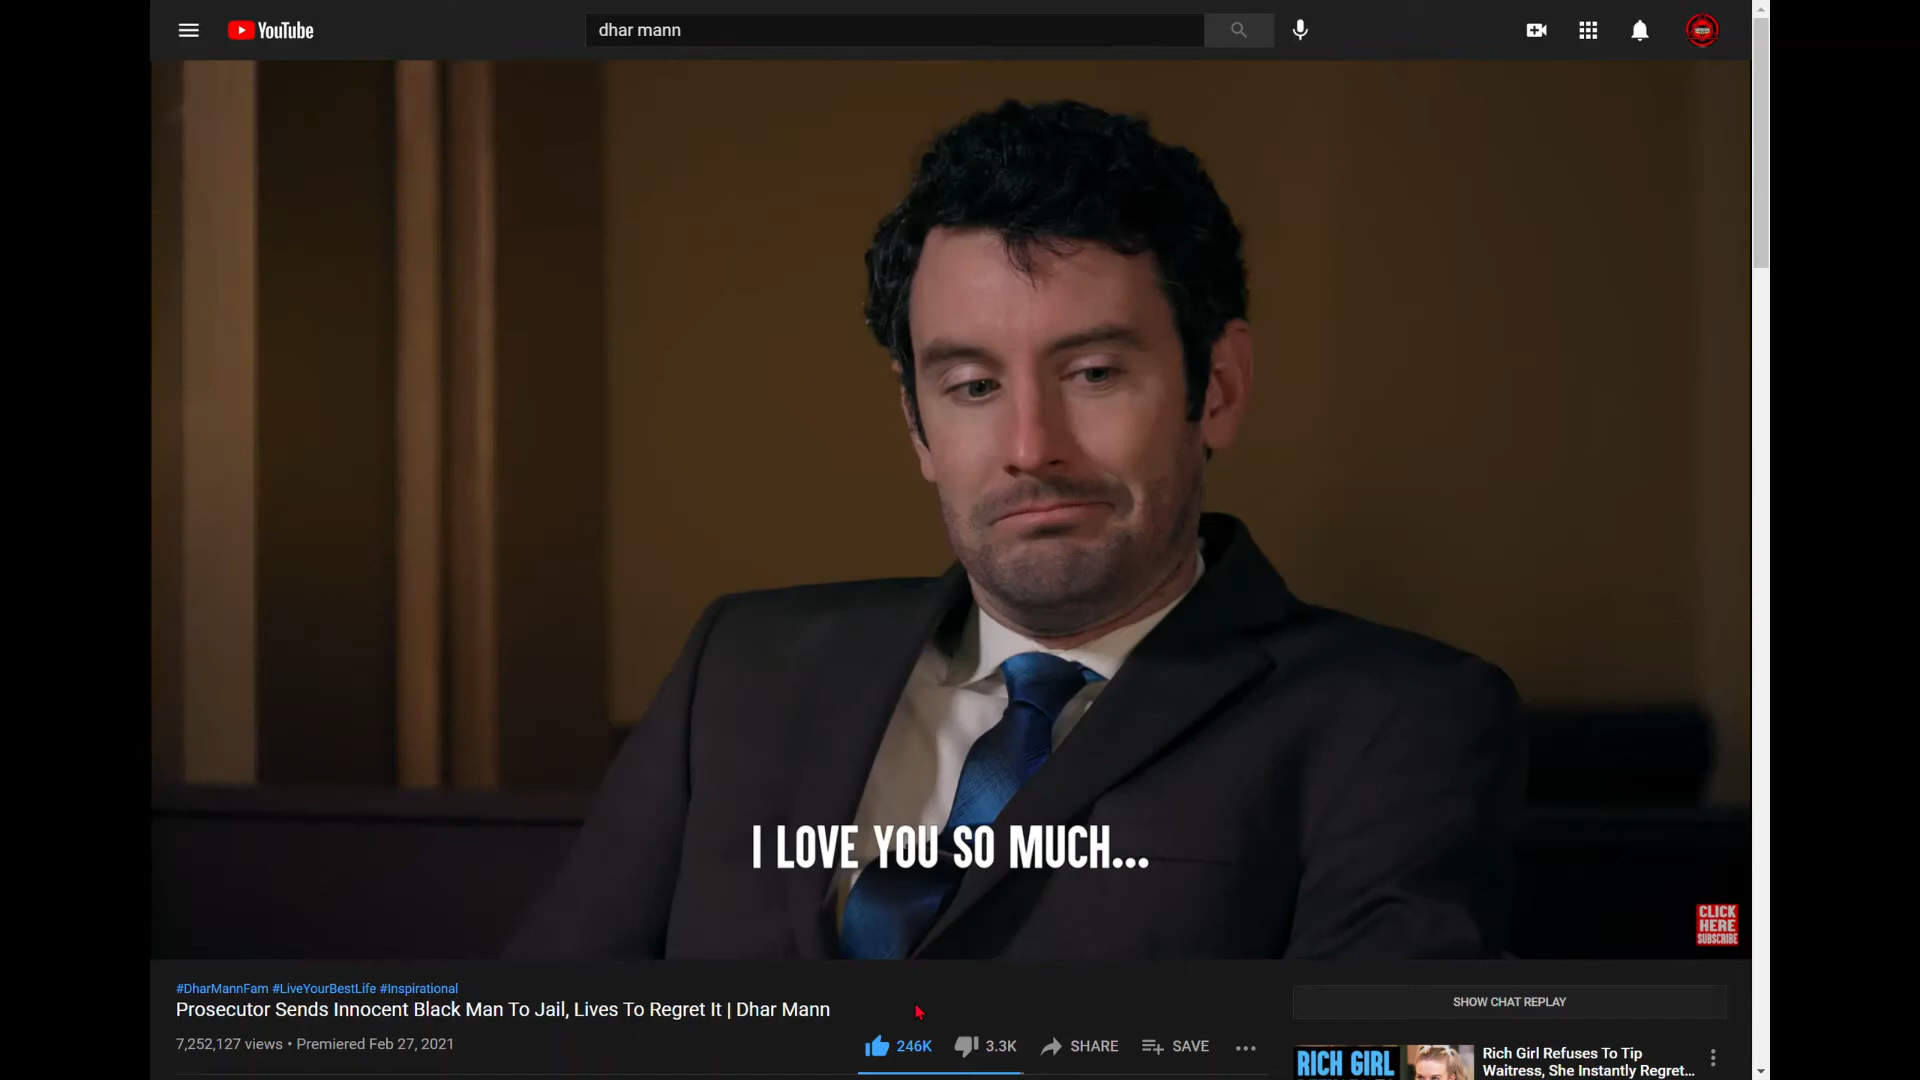 YouTube
dhar mann
I LOVE YOU SO MUCH...
CLICK
HERE
SUBSCRIBE
#DharMannFam #LiveYourBestLife #Inspirational
Prosecutor Sends Innocent Black Man To Jail, Lives To Regret It | Dhar Mann
7,252,127 views • Premiered Feb 27, 2021
246K
3.3K
SHARE
SAVE
SHOW CHAT REPLAY
RICH GIRL
Rich Girl Refuses To Tip
Waitress, She Instantly Regret...